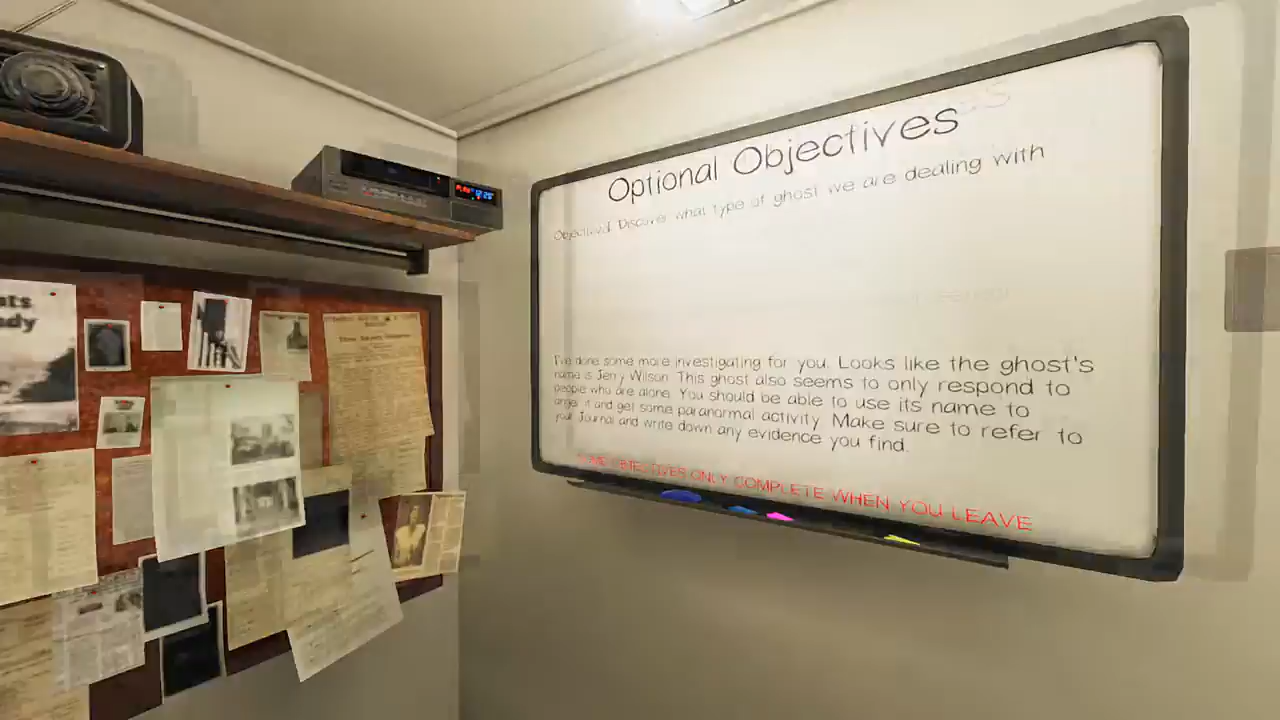 Optional Objectives
Objective1: Discover what type of ghost we are dealing with
I've done some more investigating for you. Looks like the ghost's
name is Jerry Wilson. This ghost also seems to only respond to
people who are alone. You should be able to use its name to
anger it and get some paranormal activity. Make sure to refer to
your Journal and write down any evidence you find.
SOME OBJECTIVES ONLY COMPLETE WHEN YOU LEAVE